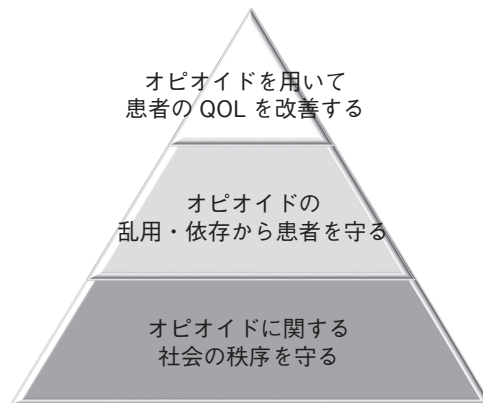 オピオイドを用いて
患者の QOL を改善する
オピオイドの
乱用・依存から患者を守る
オピオイドに関する
社会の秩序を守る